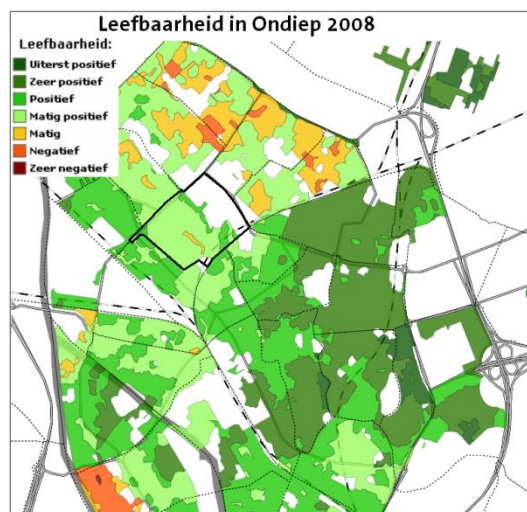 Leefbaarheid in Ondiep 2008
Leefbaarheid:
Uiterst positief
Zeer positief
Positief
Matig positief
Matig
Negatief
Zeer negatief